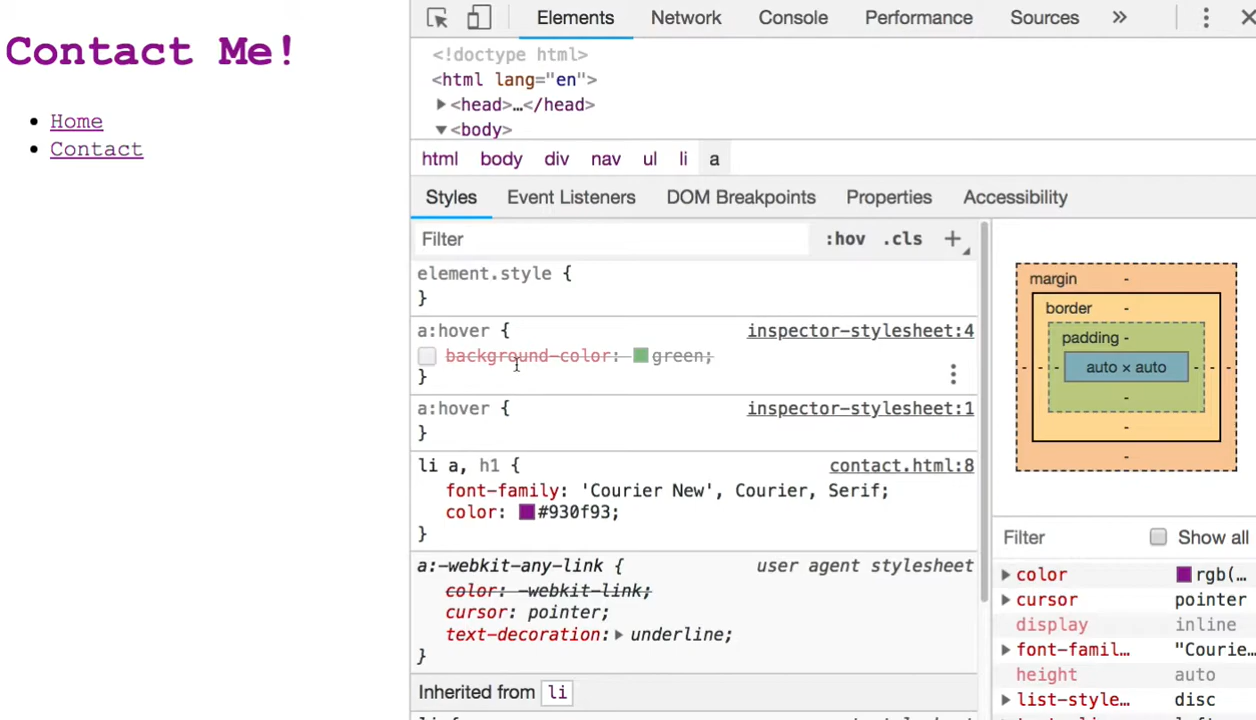 Contact Me!
Home
Contact
Elements Network Console Performance Sources »
<!doctype html>
<html lang="en">
<head>…</head>
<body>
html body div nav ul li a
Styles Event Listeners DOM Breakpoints Properties Accessibility
Filter :hov .cls +
element.style {
}
a:hover { inspector-stylesheet:4
background-color: green;
}
a:hover { inspector-stylesheet:1
}
li a, h1 { contact.html:8
font-family: 'Courier New', Courier, Serif;
color: #930f93;
}
a:-webkit-any-link { user agent stylesheet
color: -webkit-link;
cursor: pointer;
text-decoration: underline;
}
Inherited from li
margin -
border -
padding -
- - - auto × auto - - -
-
-
-
Filter Show all
color rgb(…
cursor pointer
display inline
font-famil… "Courie…
height auto
list-style… disc